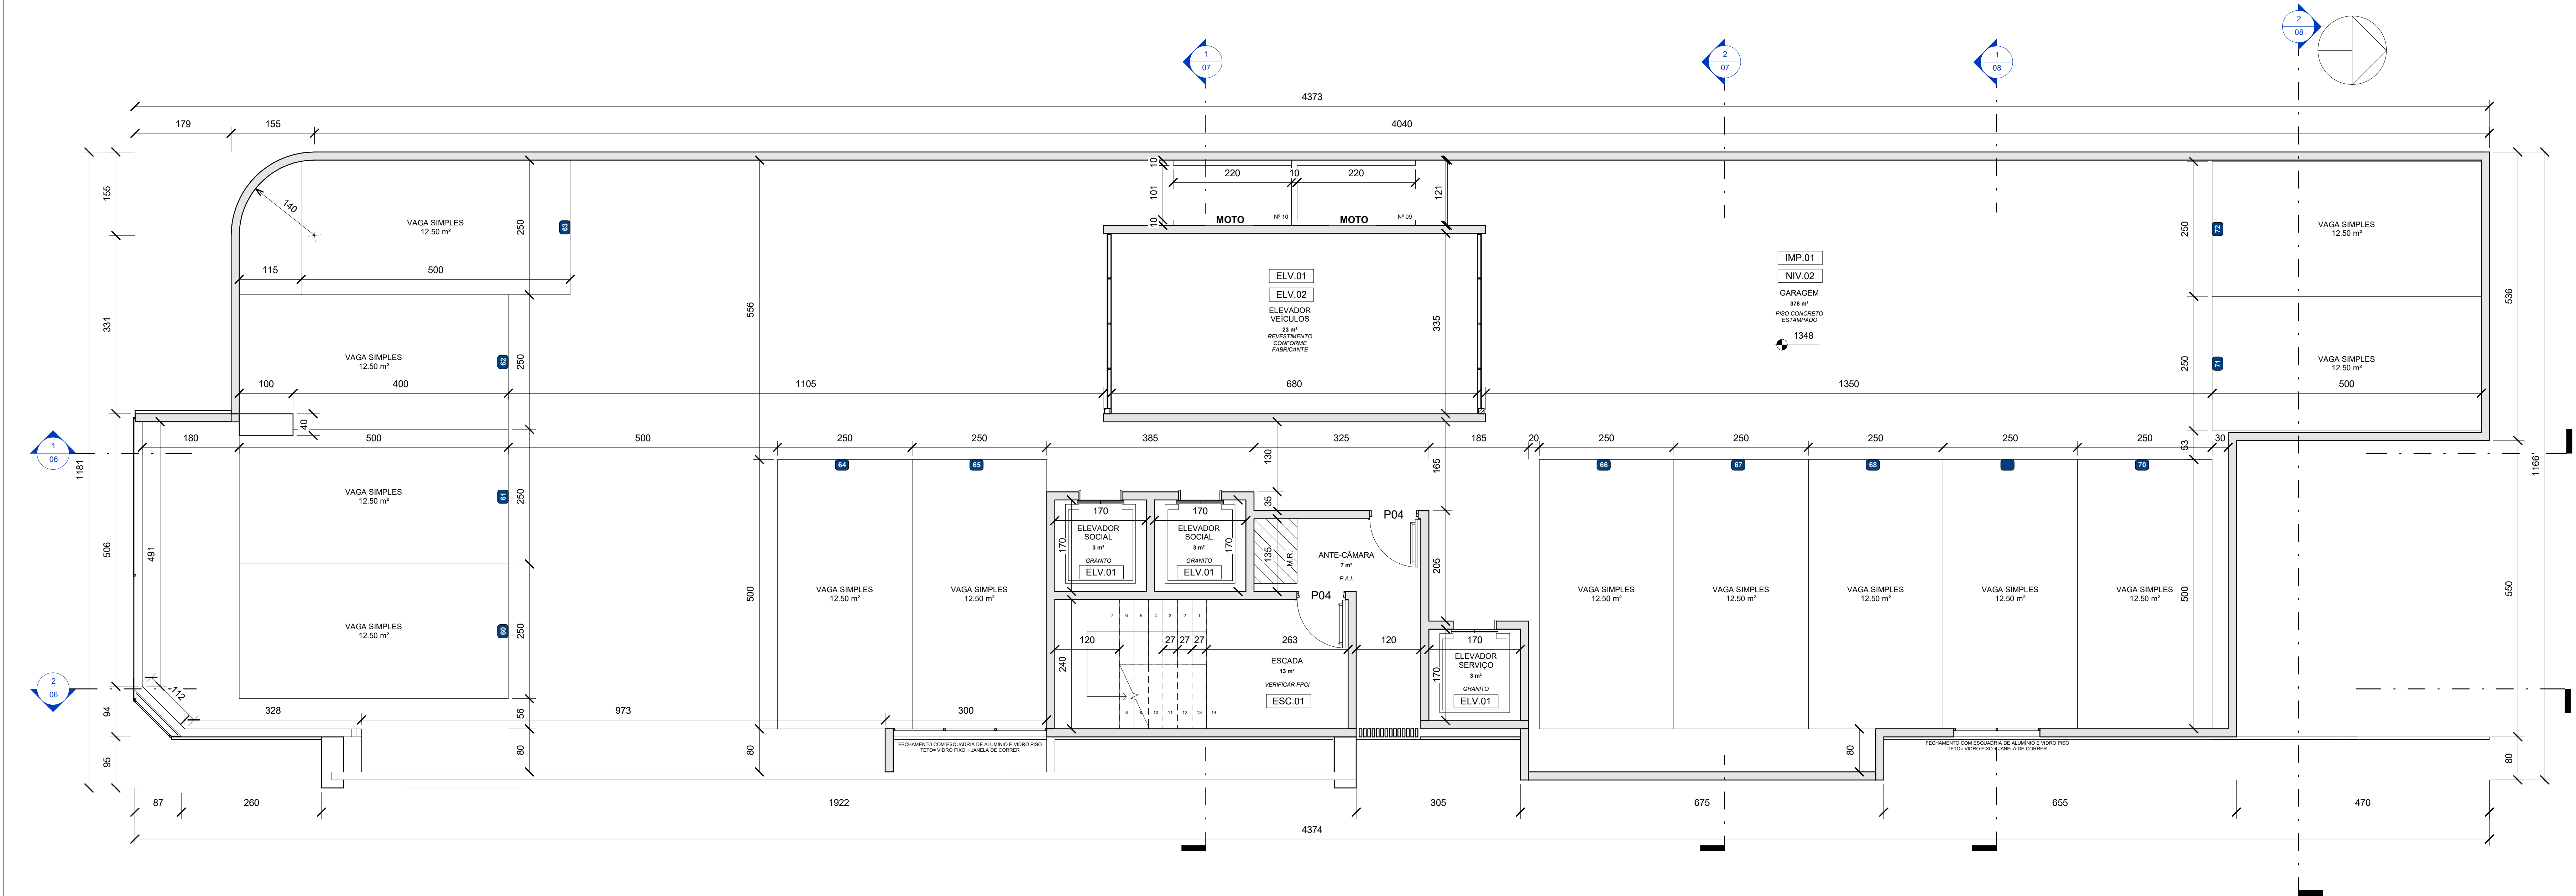 2
08
1
07
2
07
1
08
4373
179
155
4040
10
220
10
220
101
121
10
MOTO
Nº 10
MOTO
Nº 09
155
140
VAGA SIMPLES
12.50 m²
250
63
115
500
556
331
VAGA SIMPLES
12.50 m²
62
250
100
400
1105
ELV.01
ELV.02
ELEVADOR
VEÍCULOS
23 m²
REVESTIMENTO
CONFORME
FABRICANTE
335
680
IMP.01
NIV.02
GARAGEM
378 m²
PISO CONCRETO
ESTAMPADO
1348
1350
250
72
VAGA SIMPLES
12.50 m²
250
71
VAGA SIMPLES
12.50 m²
500
536
40
180
500
500
250
250
385
325
185
20
250
250
250
250
250
53
30
1
06
1181
130
165
1166
64
65
66
67
68
70
506
491
VAGA SIMPLES
12.50 m²
61
250
35
170
170
ELEVADOR
SOCIAL
3 m²
GRANITO
ELV.01
170
ELEVADOR
SOCIAL
3 m²
GRANITO
ELV.01
170
135
M.R.
ANTE-CÂMARA
7 m²
P.A.I.
P04
205
P04
VAGA SIMPLES
12.50 m²
60
250
500
VAGA SIMPLES
12.50 m²
VAGA SIMPLES
12.50 m²
VAGA SIMPLES
12.50 m²
VAGA SIMPLES
12.50 m²
VAGA SIMPLES
12.50 m²
VAGA SIMPLES
12.50 m²
VAGA SIMPLES
12.50 m²
500
550
7
6
5
4
3
2
1
120
27
27
27
263
120
240
ESCADA
13 m²
VERIFICAR PPCI
ESC.01
8
9
10
11
12
13
14
170
170
ELEVADOR
SERVIÇO
3 m²
GRANITO
ELV.01
2
06
112
94
328
56
973
300
95
80
80
FECHAMENTO COM ESQUADRIA DE ALUMÍNIO E VIDRO PISO
TETO= VIDRO FIXO + JANELA DE CORRER
80
FECHAMENTO COM ESQUADRIA DE ALUMÍNIO E VIDRO PISO
TETO= VIDRO FIXO + JANELA DE CORRER
80
87
260
1922
305
675
655
470
4374